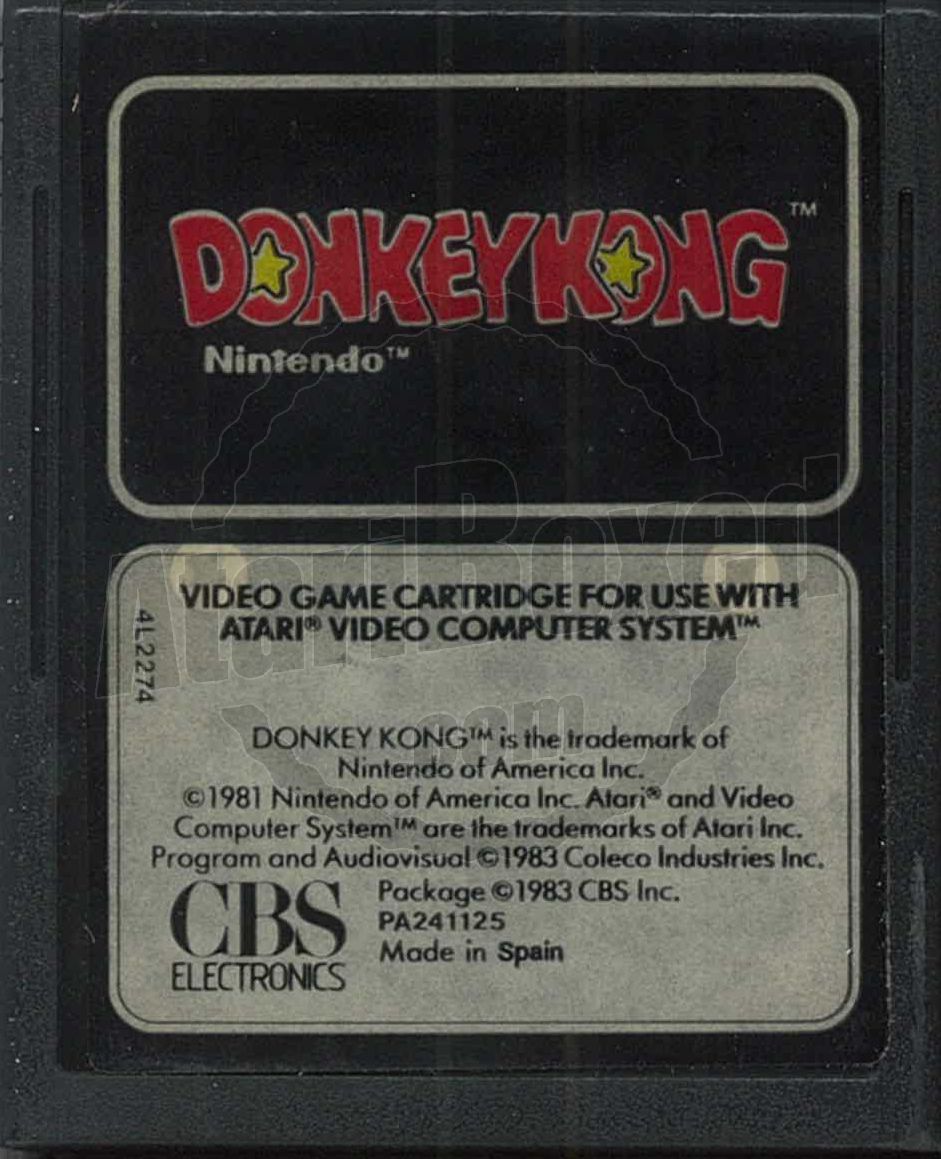 DONKEY KONG™
Nintendo™
VIDEO GAME CARTRIDGE FOR USE WITH
ATARI® VIDEO COMPUTER SYSTEM™
4L2274
DONKEY KONG™ is the trademark of
Nintendo of America Inc.
©1981 Nintendo of America Inc. Atari® and Video
Computer System™ are the trademarks of Atari Inc.
Program and Audiovisual ©1983 Coleco Industries Inc.
Package ©1983 CBS Inc.
PA241125
Made in Spain
CBS
ELECTRONICS
AtariBoxed
.com